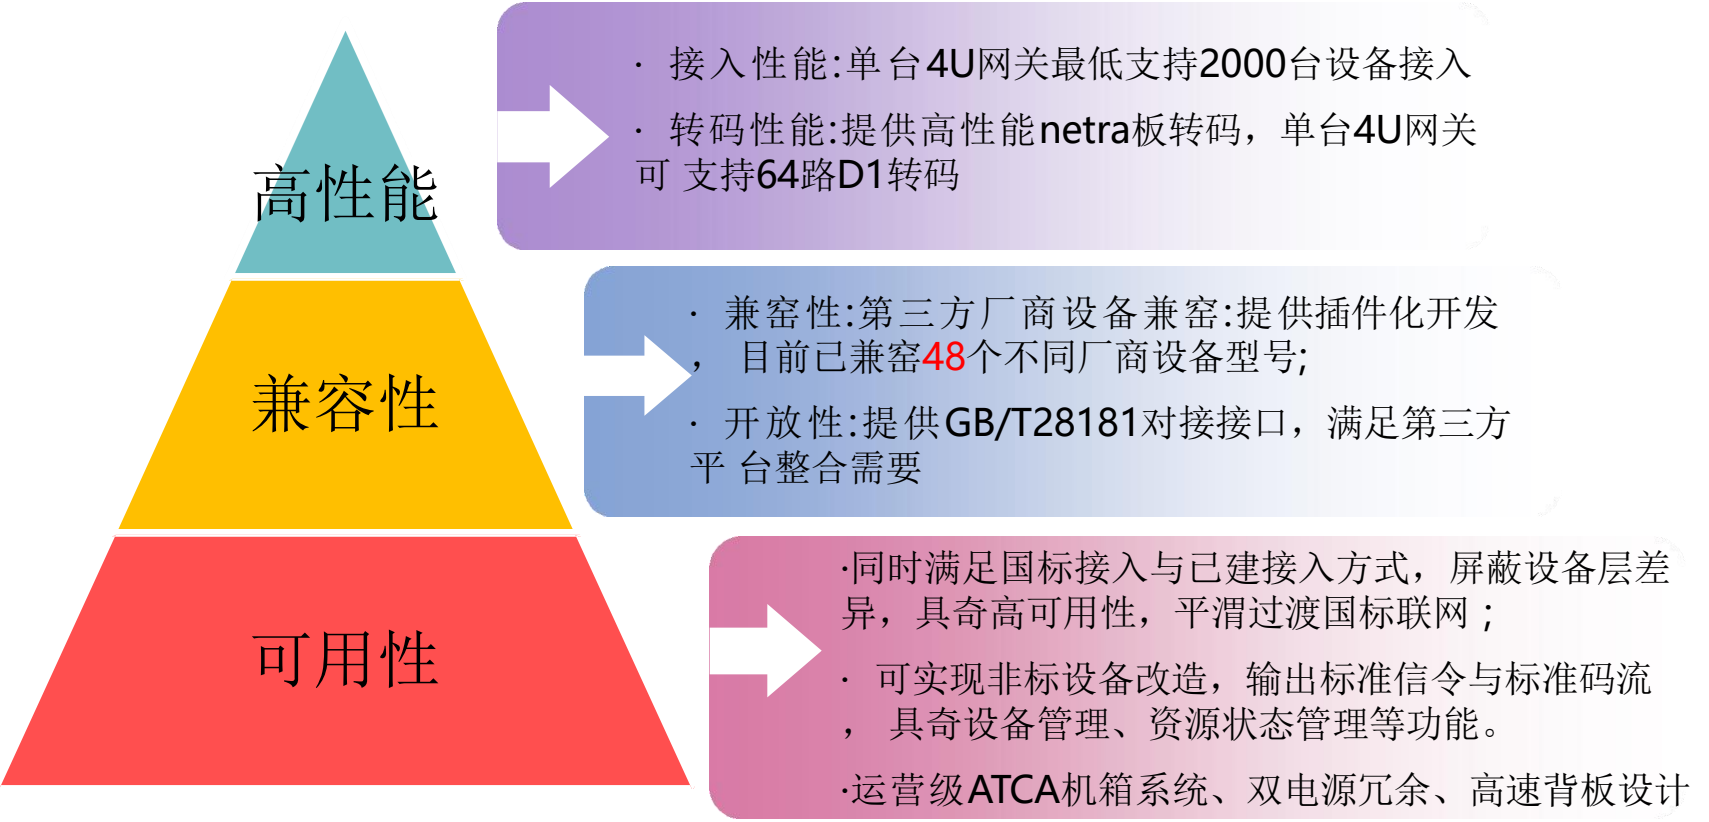 高性能
· 接入性能:单台4U网关最低支持2000台设备接入
· 转码性能:提供高性能netra板转码，单台4U网关
可 支持64路D1转码
兼容性
· 兼窑性:第三方厂商设备兼窑:提供插件化开发
， 目前已兼窑48个不同厂商设备型号;
· 开放性:提供GB/T28181对接接口，满足第三方
平 台整合需要
可用性
·同时满足国标接入与已建接入方式，屏蔽设备层差
异，具奇高可用性，平渭过渡国标联网；
· 可实现非标设备改造，输出标准信令与标准码流
， 具奇设备管理、资源状态管理等功能。
·运营级ATCA机箱系统、双电源冗余、高速背板设计